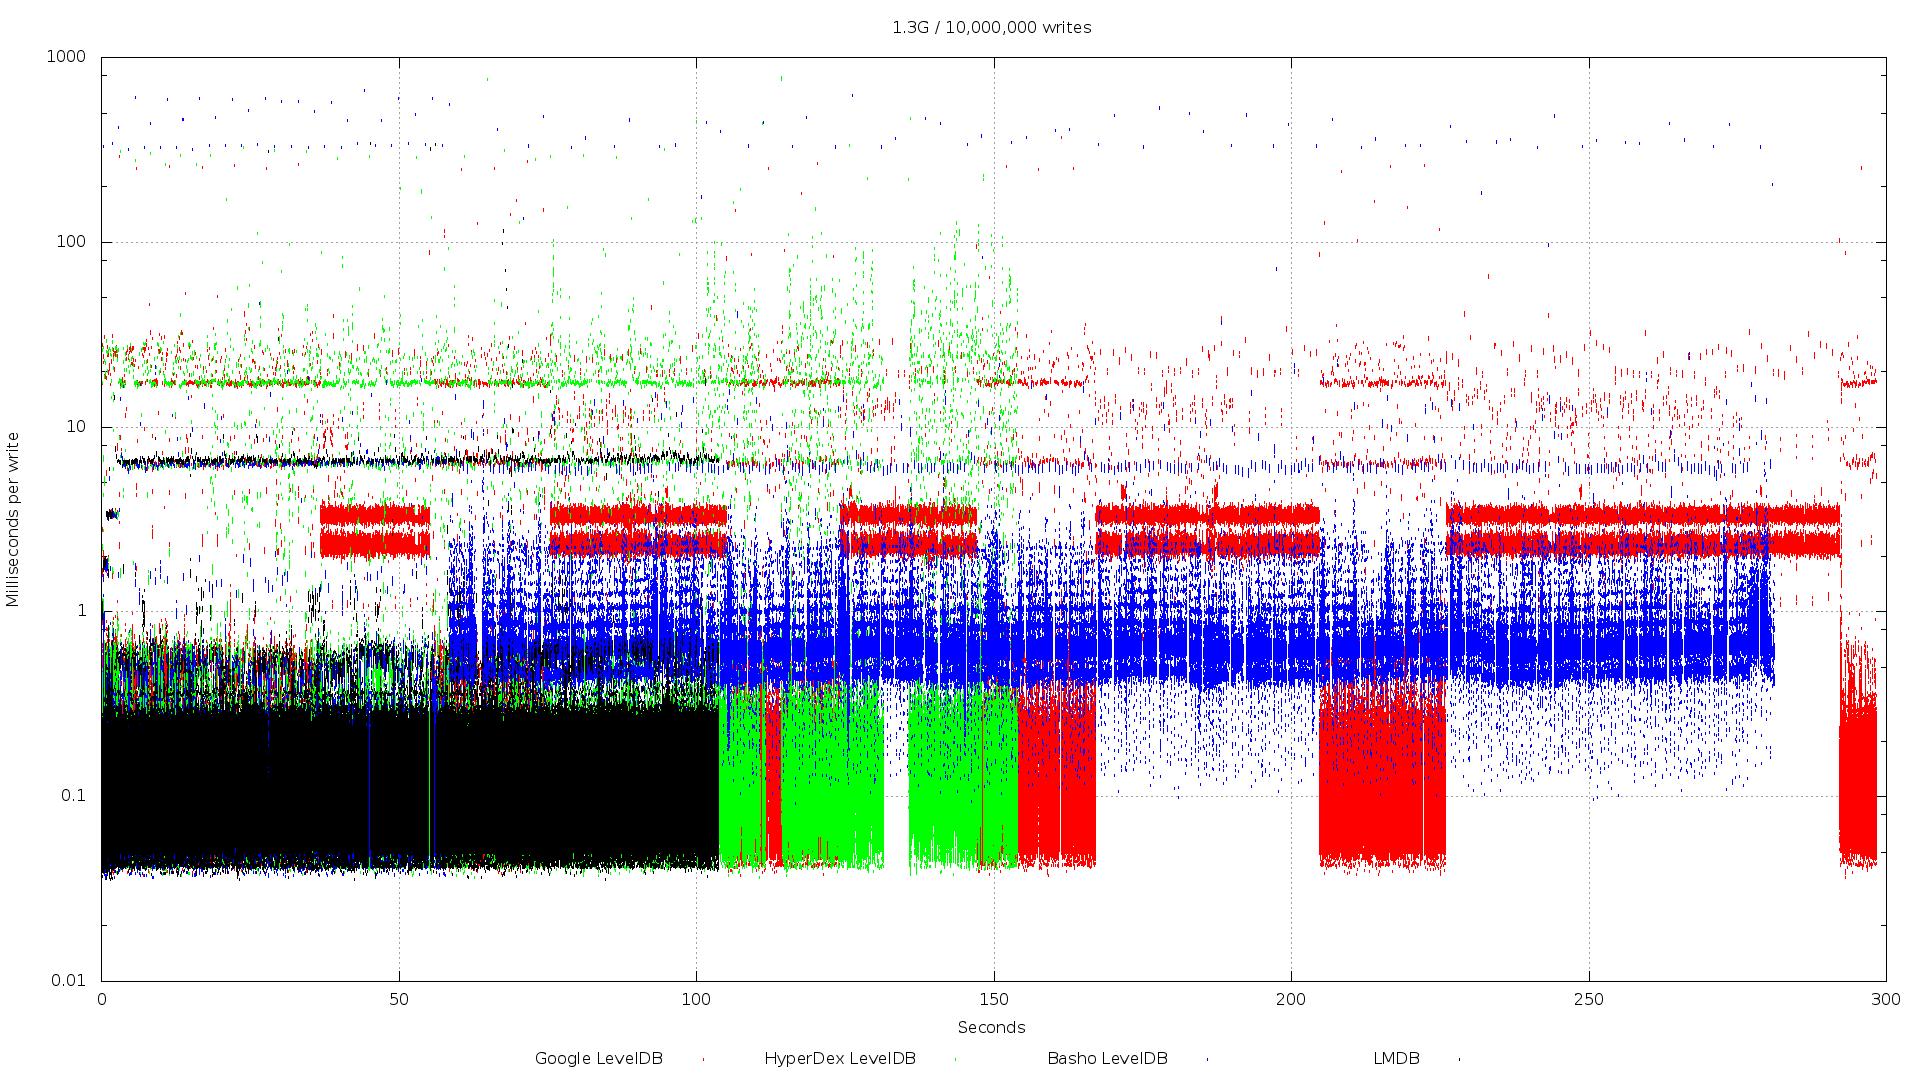 1.3G / 10,000,000 writes
1000
100
10
1
0.1
0.01
Milliseconds per write
0 50 100 150 200 250 300
Seconds
Google LevelDB HyperDex LevelDB Basho LevelDB LMDB